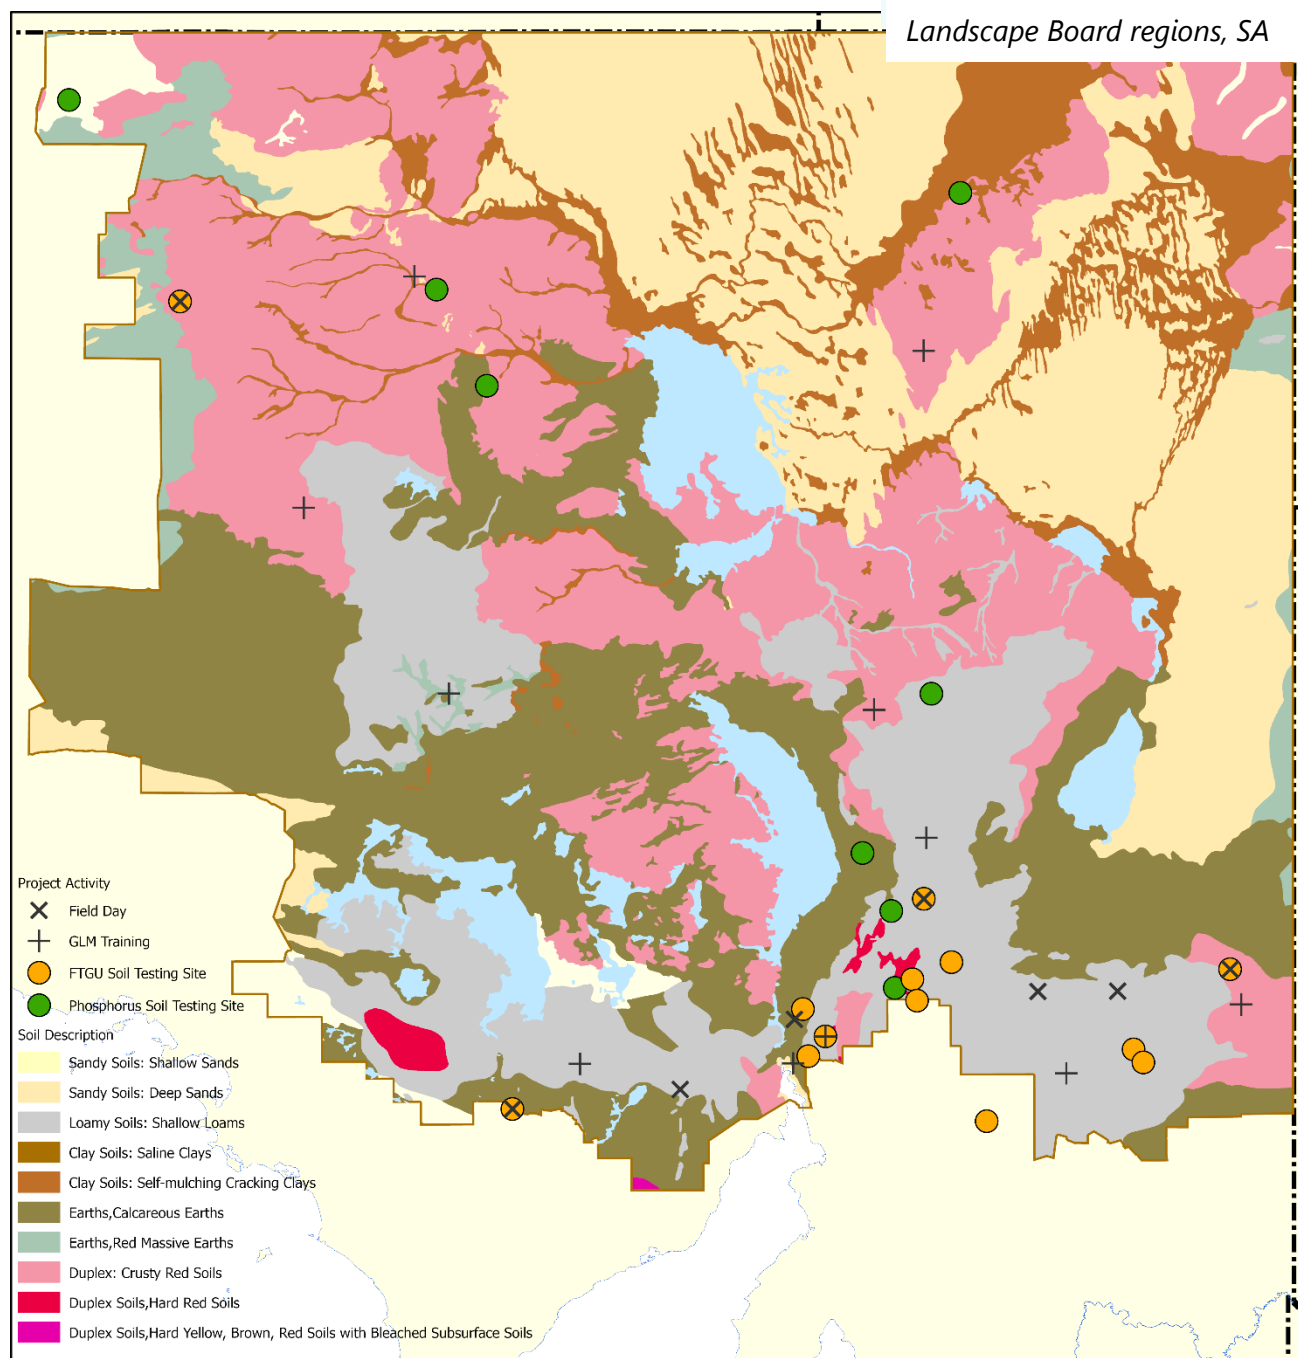 Landscape Board regions, SA
Project Activity
Field Day
GLM Training
FTGU Soil Testing Site
Phosphorus Soil Testing Site
Soil Description
Sandy Soils: Shallow Sands
Sandy Soils: Deep Sands
Loamy Soils: Shallow Loams
Clay Soils: Saline Clays
Clay Soils: Self-mulching Cracking Clays
Earths,Calcareous Earths
Earths,Red Massive Earths
Duplex: Crusty Red Soils
Duplex Soils,Hard Red Soils
Duplex Soils,Hard Yellow, Brown, Red Soils with Bleached Subsurface Soils